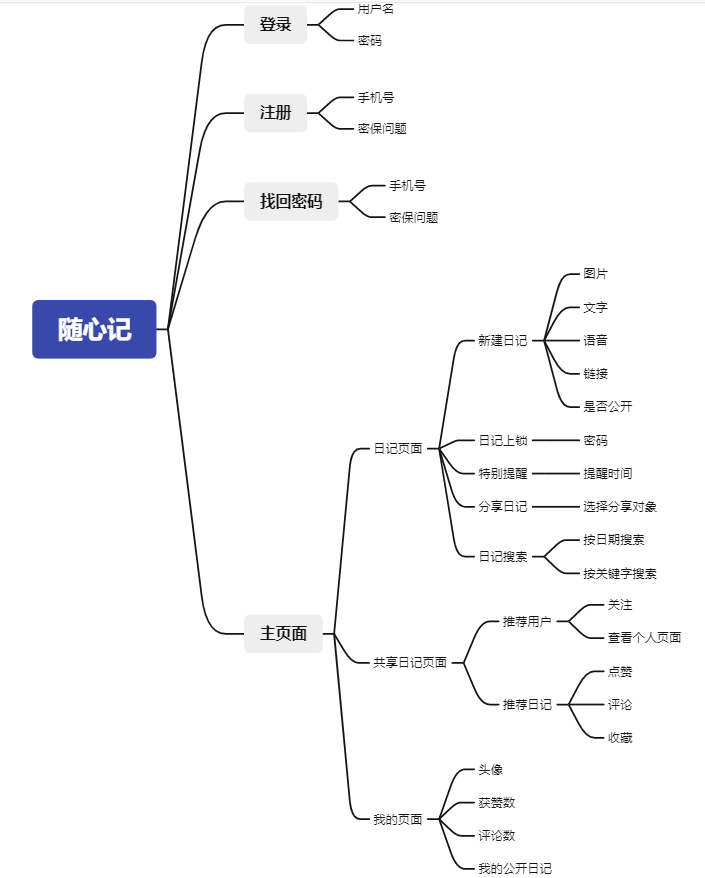 随心记
登录
用户名
密码
注册
手机号
密保问题
找回密码
手机号
密保问题
主页面
日记页面
新建日记
图片
文字
语音
链接
是否公开
日记上锁
密码
特别提醒
提醒时间
分享日记
选择分享对象
日记搜索
按日期搜索
按关键字搜索
共享日记页面
推荐用户
关注
查看个人页面
推荐日记
点赞
评论
收藏
我的页面
头像
获赞数
评论数
我的公开日记